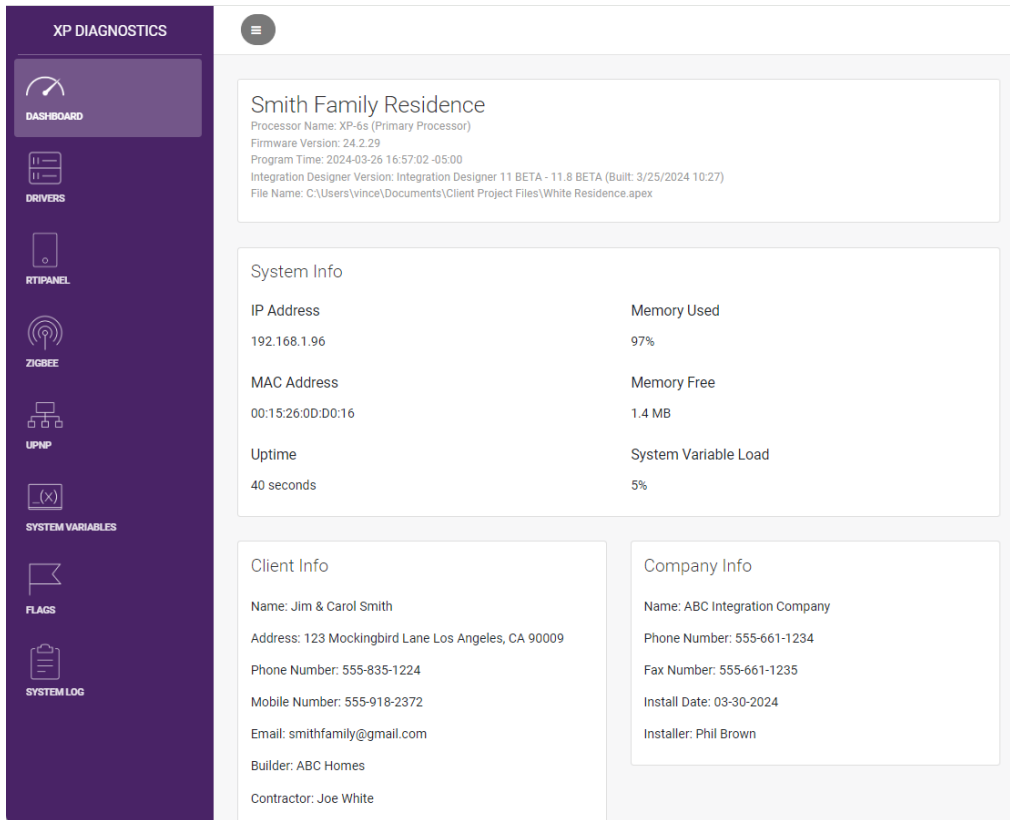 XP DIAGNOSTICS
DASHBOARD
DRIVERS
RTIPANEL
ZIGBEE
UPNP
_(X)
SYSTEM VARIABLES
FLAGS
SYSTEM LOG
Smith Family Residence
Processor Name: XP-6s (Primary Processor)
Firmware Version: 24.2.29
Program Time: 2024-03-26 16:57:02 -05:00
Integration Designer Version: Integration Designer 11 BETA - 11.8 BETA (Built: 3/25/2024 10:27)
File Name: C:\Users\vince\Documents\Client Project Files\White Residence.apex
System Info
IP Address
192.168.1.96
MAC Address
00:15:26:0D:D0:16
Uptime
40 seconds
Memory Used
97%
Memory Free
1.4 MB
System Variable Load
5%
Client Info
Name: Jim & Carol Smith
Address: 123 Mockingbird Lane Los Angeles, CA 90009
Phone Number: 555-835-1224
Mobile Number: 555-918-2372
Email: smithfamily@gmail.com
Builder: ABC Homes
Contractor: Joe White
Company Info
Name: ABC Integration Company
Phone Number: 555-661-1234
Fax Number: 555-661-1235
Install Date: 03-30-2024
Installer: Phil Brown